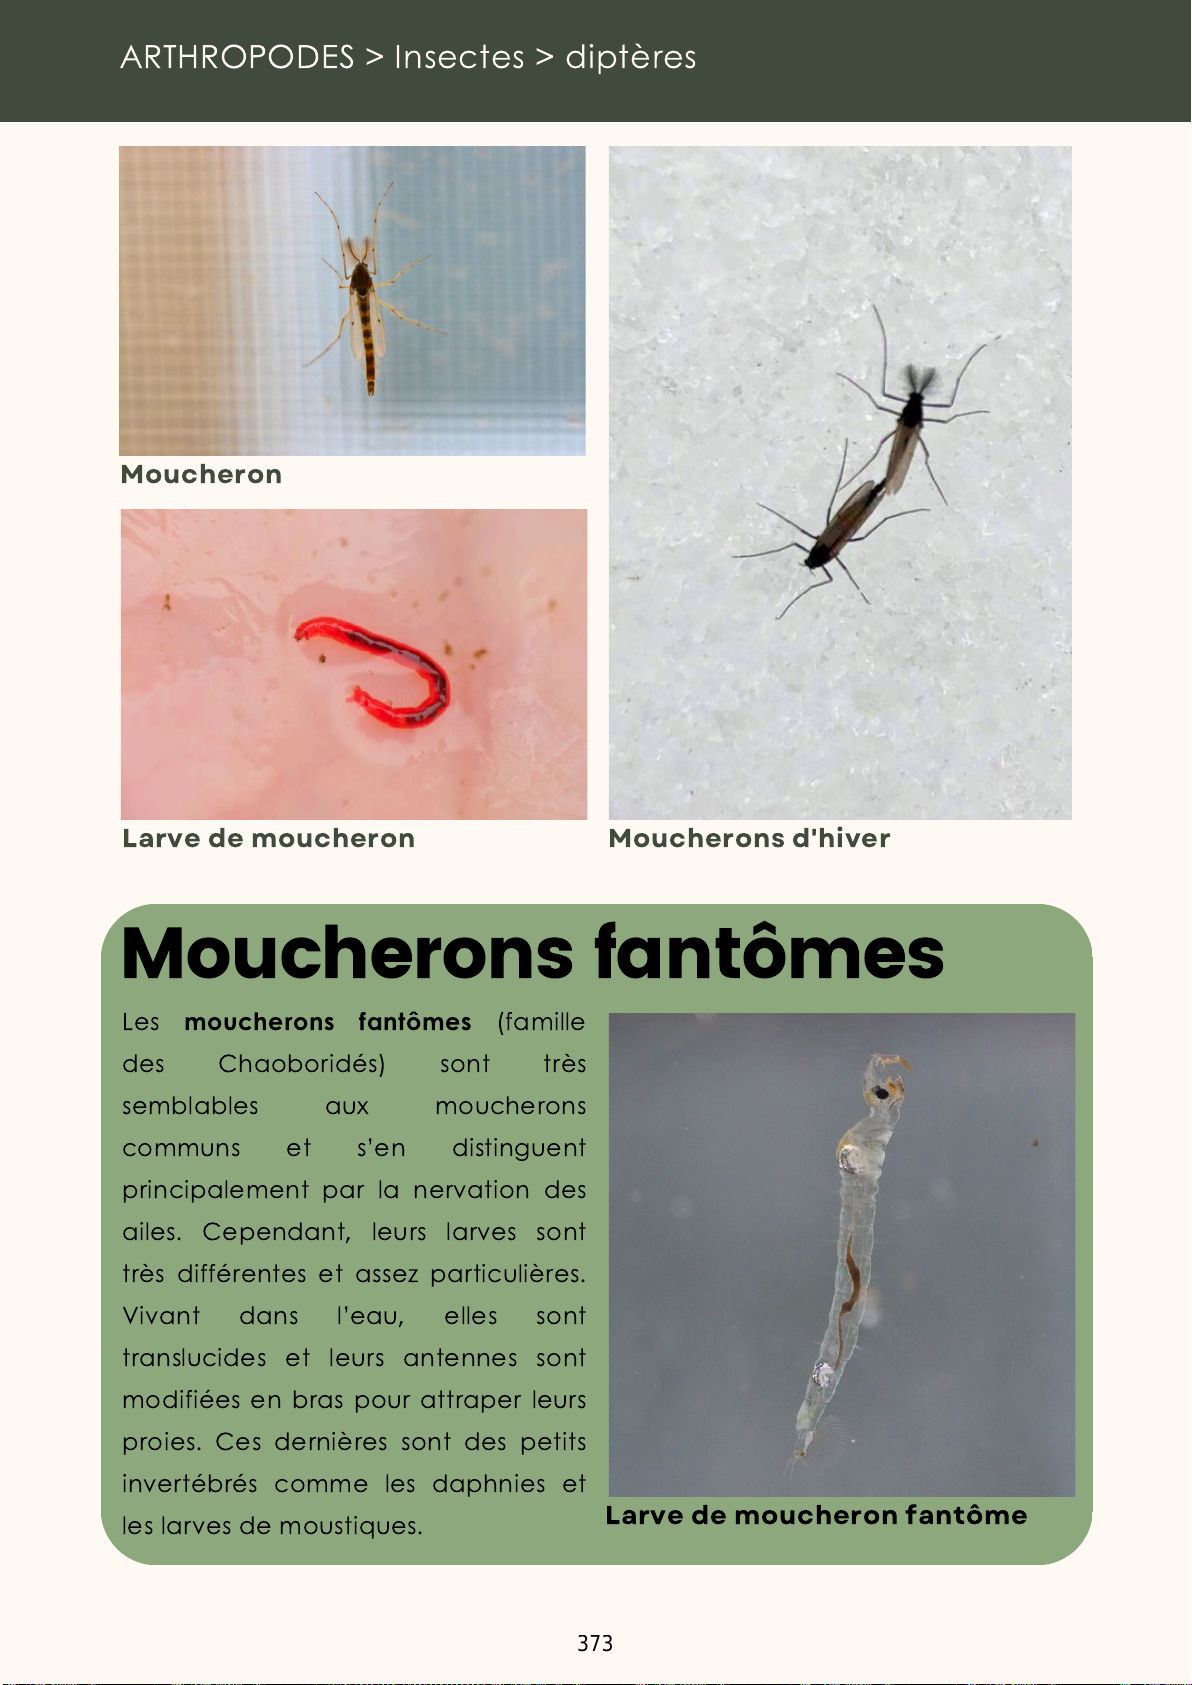 ARTHROPODES > Insectes > diptères
Moucheron
Larve de moucheron
Moucherons d'hiver
Moucherons fantômes
Les moucherons fantômes (famille
des Chaoboridés) sont très
semblables aux moucherons
communs et s’en distinguent
principalement par la nervation des
ailes. Cependant, leurs larves sont
très différentes et assez particulières.
Vivant dans l’eau, elles sont
translucides et leurs antennes sont
modifiées en bras pour attraper leurs
proies. Ces dernières sont des petits
invertébrés comme les daphnies et
les larves de moustiques.
Larve de moucheron fantôme
373